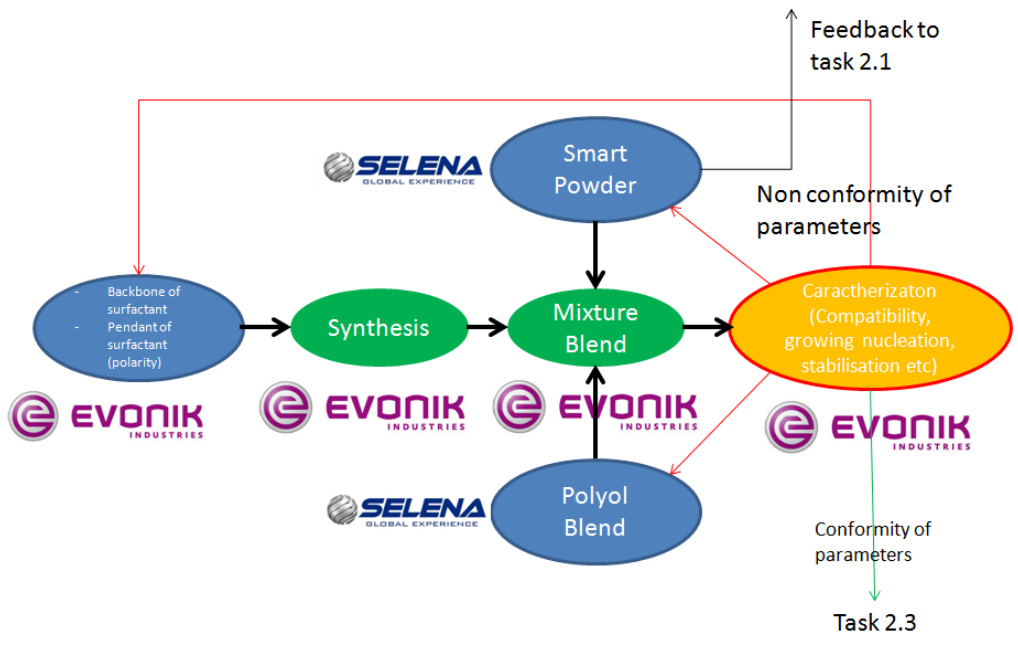 Feedback to
task 2.1
SELENA
GLOBAL EXPERIENCE
Smart
Powder
Non conformity of
parameters
- Backbone of
surfactant
- Pendant of
surfactant
(polarity)
Synthesis
Mixture
Blend
Caractherizaton
(Compatibility,
growing nucleation,
stabilisation etc)
EVONIK
INDUSTRIES
EVONIK
INDUSTRIES
EVONIK
INDUSTRIES
EVONIK
INDUSTRIES
SELENA
GLOBAL EXPERIENCE
Polyol
Blend
Conformity of
parameters
Task 2.3